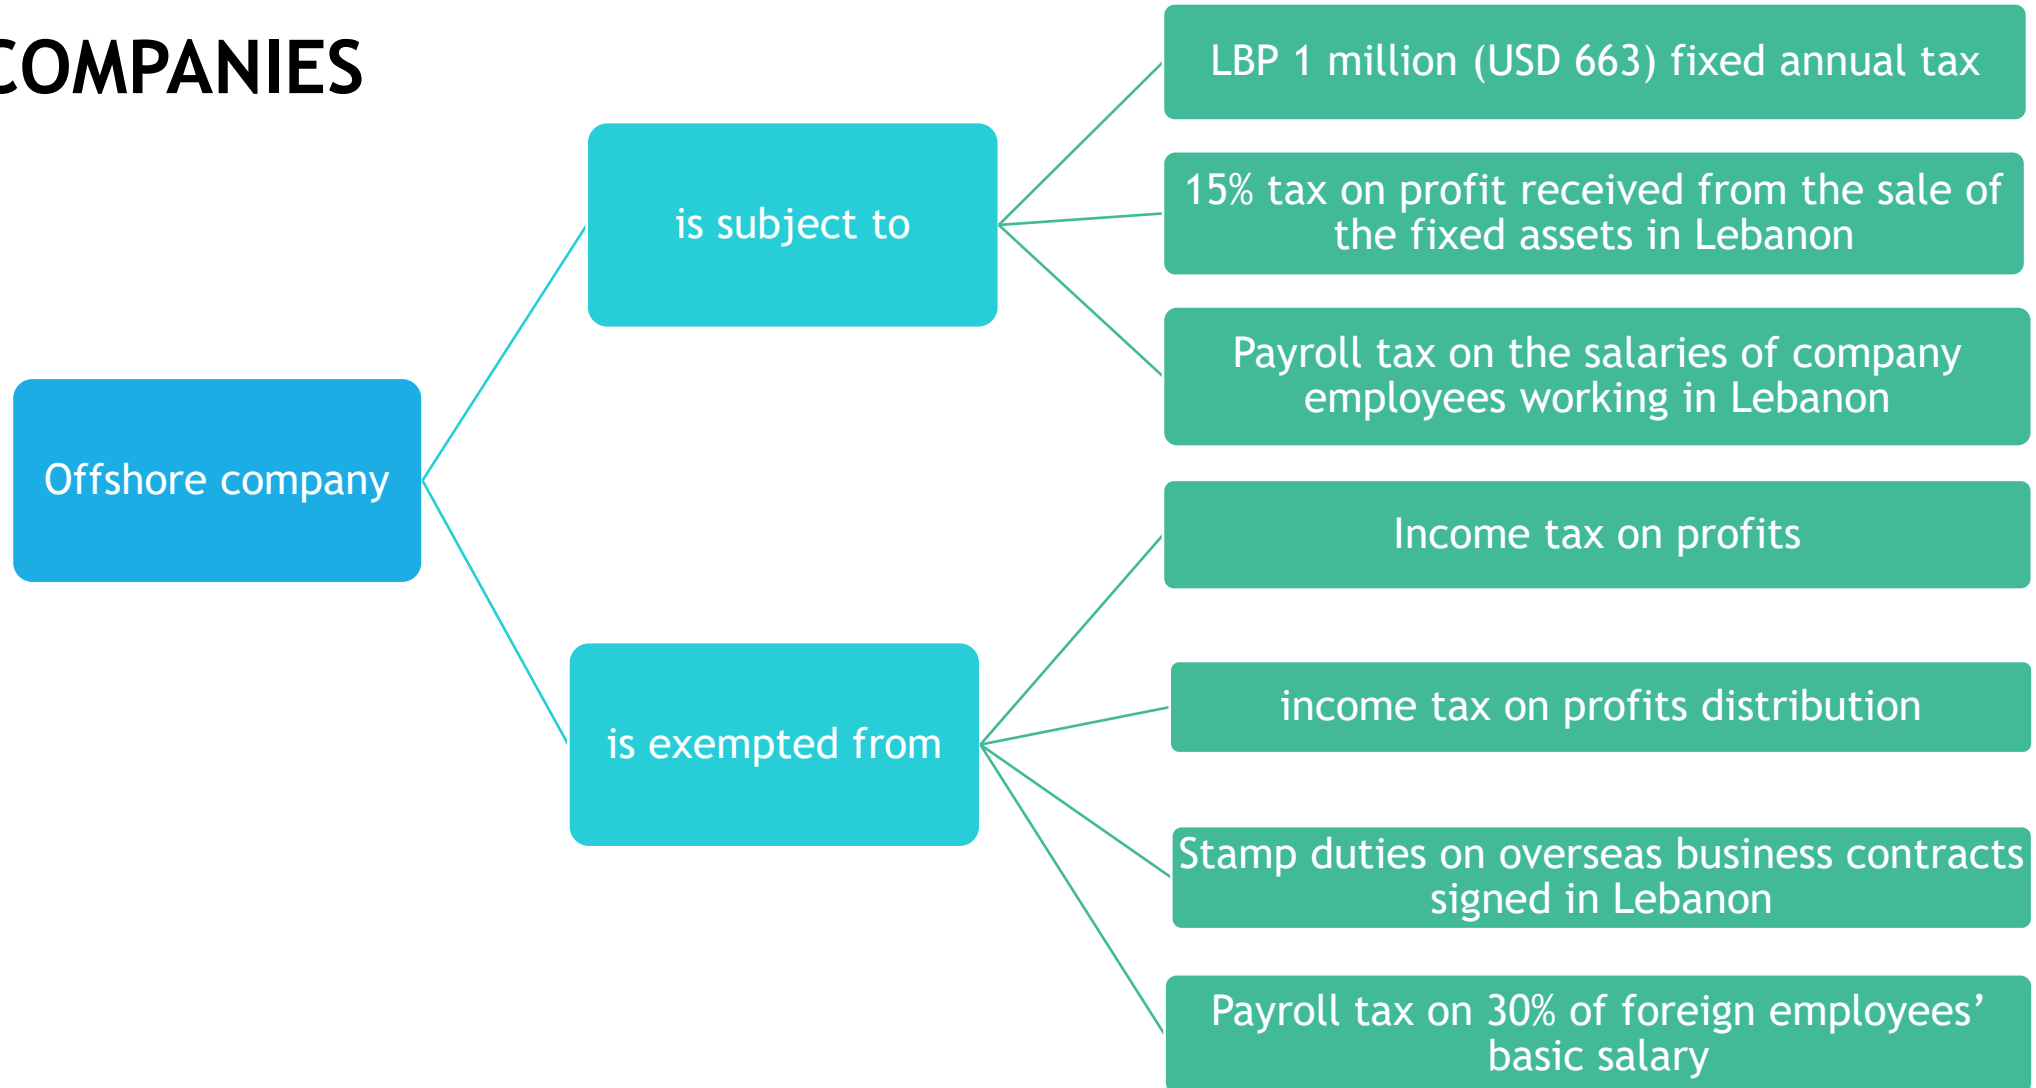 COMPANIES
LBP 1 million (USD 663) fixed annual tax
is subject to
15% tax on profit received from the sale of
the fixed assets in Lebanon
Payroll tax on the salaries of company
employees working in Lebanon
Offshore company
Income tax on profits
is exempted from
income tax on profits distribution
Stamp duties on overseas business contracts
signed in Lebanon
Payroll tax on 30% of foreign employees’
basic salary